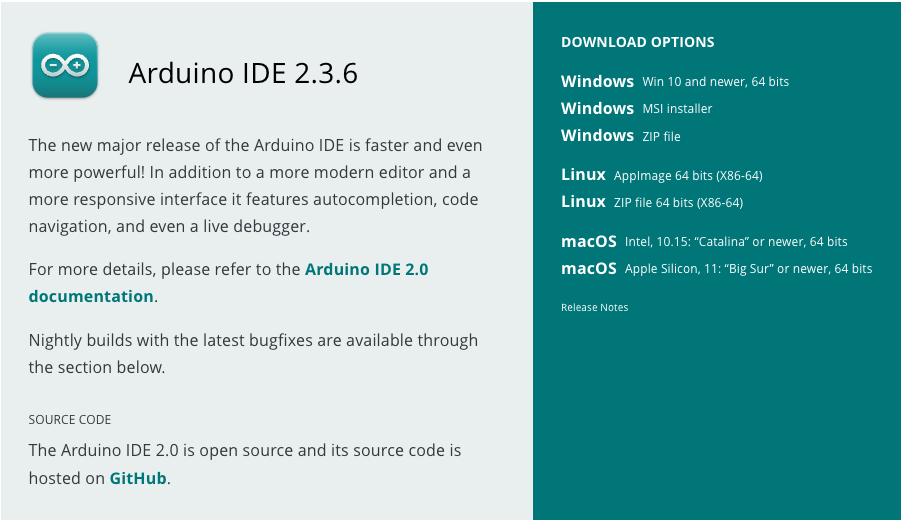 Arduino IDE 2.3.6
The new major release of the Arduino IDE is faster and even
more powerful! In addition to a more modern editor and a
more responsive interface it features autocompletion, code
navigation, and even a live debugger.
For more details, please refer to the Arduino IDE 2.0
documentation.
Nightly builds with the latest bugfixes are available through
the section below.
SOURCE CODE
The Arduino IDE 2.0 is open source and its source code is
hosted on GitHub.
DOWNLOAD OPTIONS
Windows Win 10 and newer, 64 bits
Windows MSI installer
Windows ZIP file
Linux AppImage 64 bits (X86-64)
Linux ZIP file 64 bits (X86-64)
macOS Intel, 10.15: “Catalina” or newer, 64 bits
macOS Apple Silicon, 11: “Big Sur” or newer, 64 bits
Release Notes